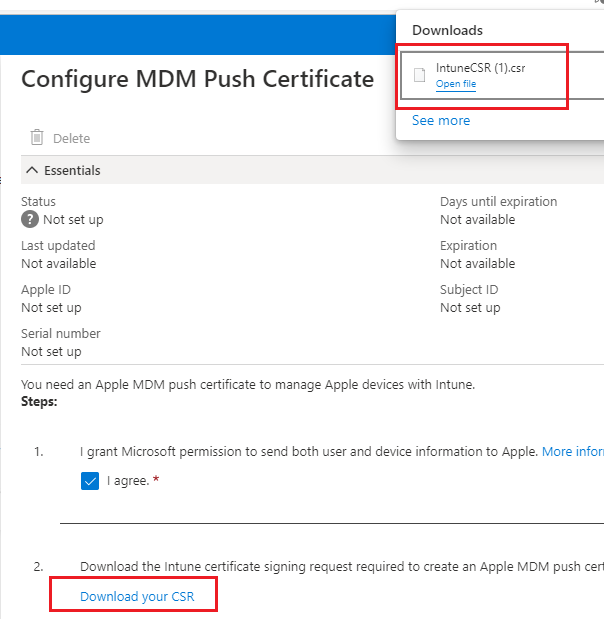 Downloads
IntuneCSR (1).csr
Open file
See more
Configure MDM Push Certificate
Delete
Essentials
Status
? Not set up
Days until expiration
Not available
Last updated
Not available
Expiration
Not available
Apple ID
Not set up
Subject ID
Not set up
Serial number
Not set up
You need an Apple MDM push certificate to manage Apple devices with Intune.
Steps:
1. I grant Microsoft permission to send both user and device information to Apple. More infor
I agree. *
2. Download the Intune certificate signing request required to create an Apple MDM push cert
Download your CSR